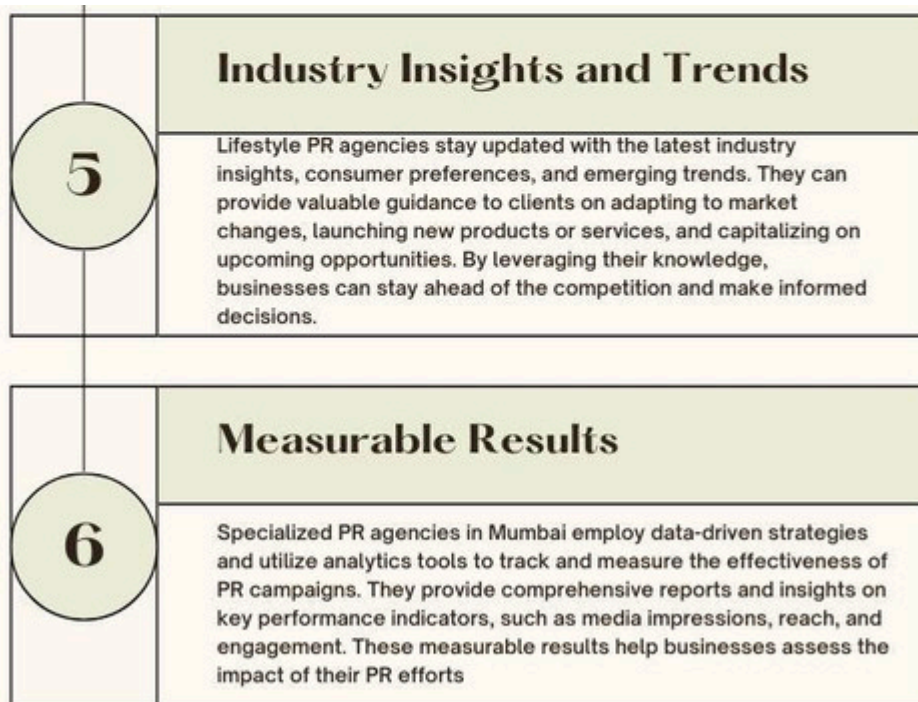 Industry Insights and Trends
5
Lifestyle PR agencies stay updated with the latest industry
insights, consumer preferences, and emerging trends. They can
provide valuable guidance to clients on adapting to market
changes, launching new products or services, and capitalizing on
upcoming opportunities. By leveraging their knowledge,
businesses can stay ahead of the competition and make informed
decisions.
Measurable Results
6
Specialized PR agencies in Mumbai employ data-driven strategies
and utilize analytics tools to track and measure the effectiveness of
PR campaigns. They provide comprehensive reports and insights on
key performance indicators, such as media impressions, reach, and
engagement. These measurable results help businesses assess the
impact of their PR efforts